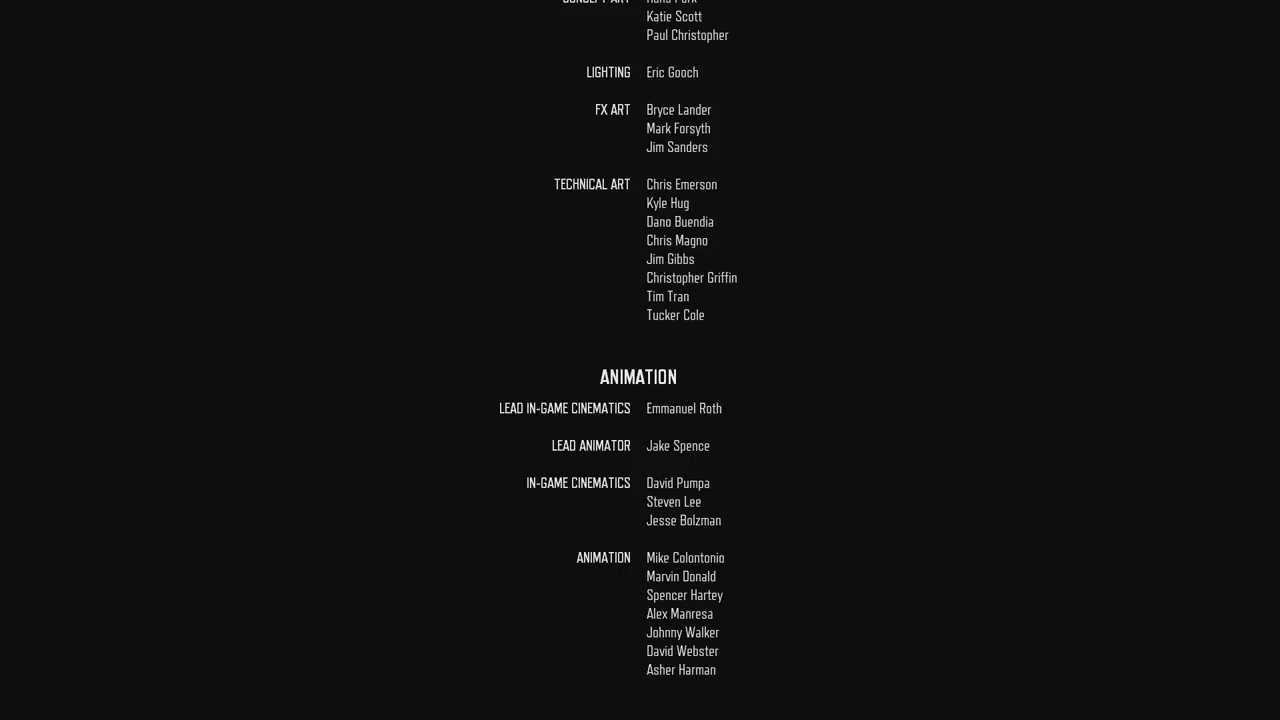 Katie Scott
Paul Christopher
LIGHTING Eric Gooch
FX ART Bryce Lander
Mark Forsyth
Jim Sanders
TECHNICAL ART Chris Emerson
Kyle Hug
Dano Buendia
Chris Magno
Jim Gibbs
Christopher Griffin
Tim Tran
Tucker Cole
ANIMATION
LEAD IN-GAME CINEMATICS Emmanuel Roth
LEAD ANIMATOR Jake Spence
IN-GAME CINEMATICS David Pumpa
Steven Lee
Jesse Bolzman
ANIMATION Mike Colontonio
Marvin Donald
Spencer Hartey
Alex Manresa
Johnny Walker
David Webster
Asher Harman